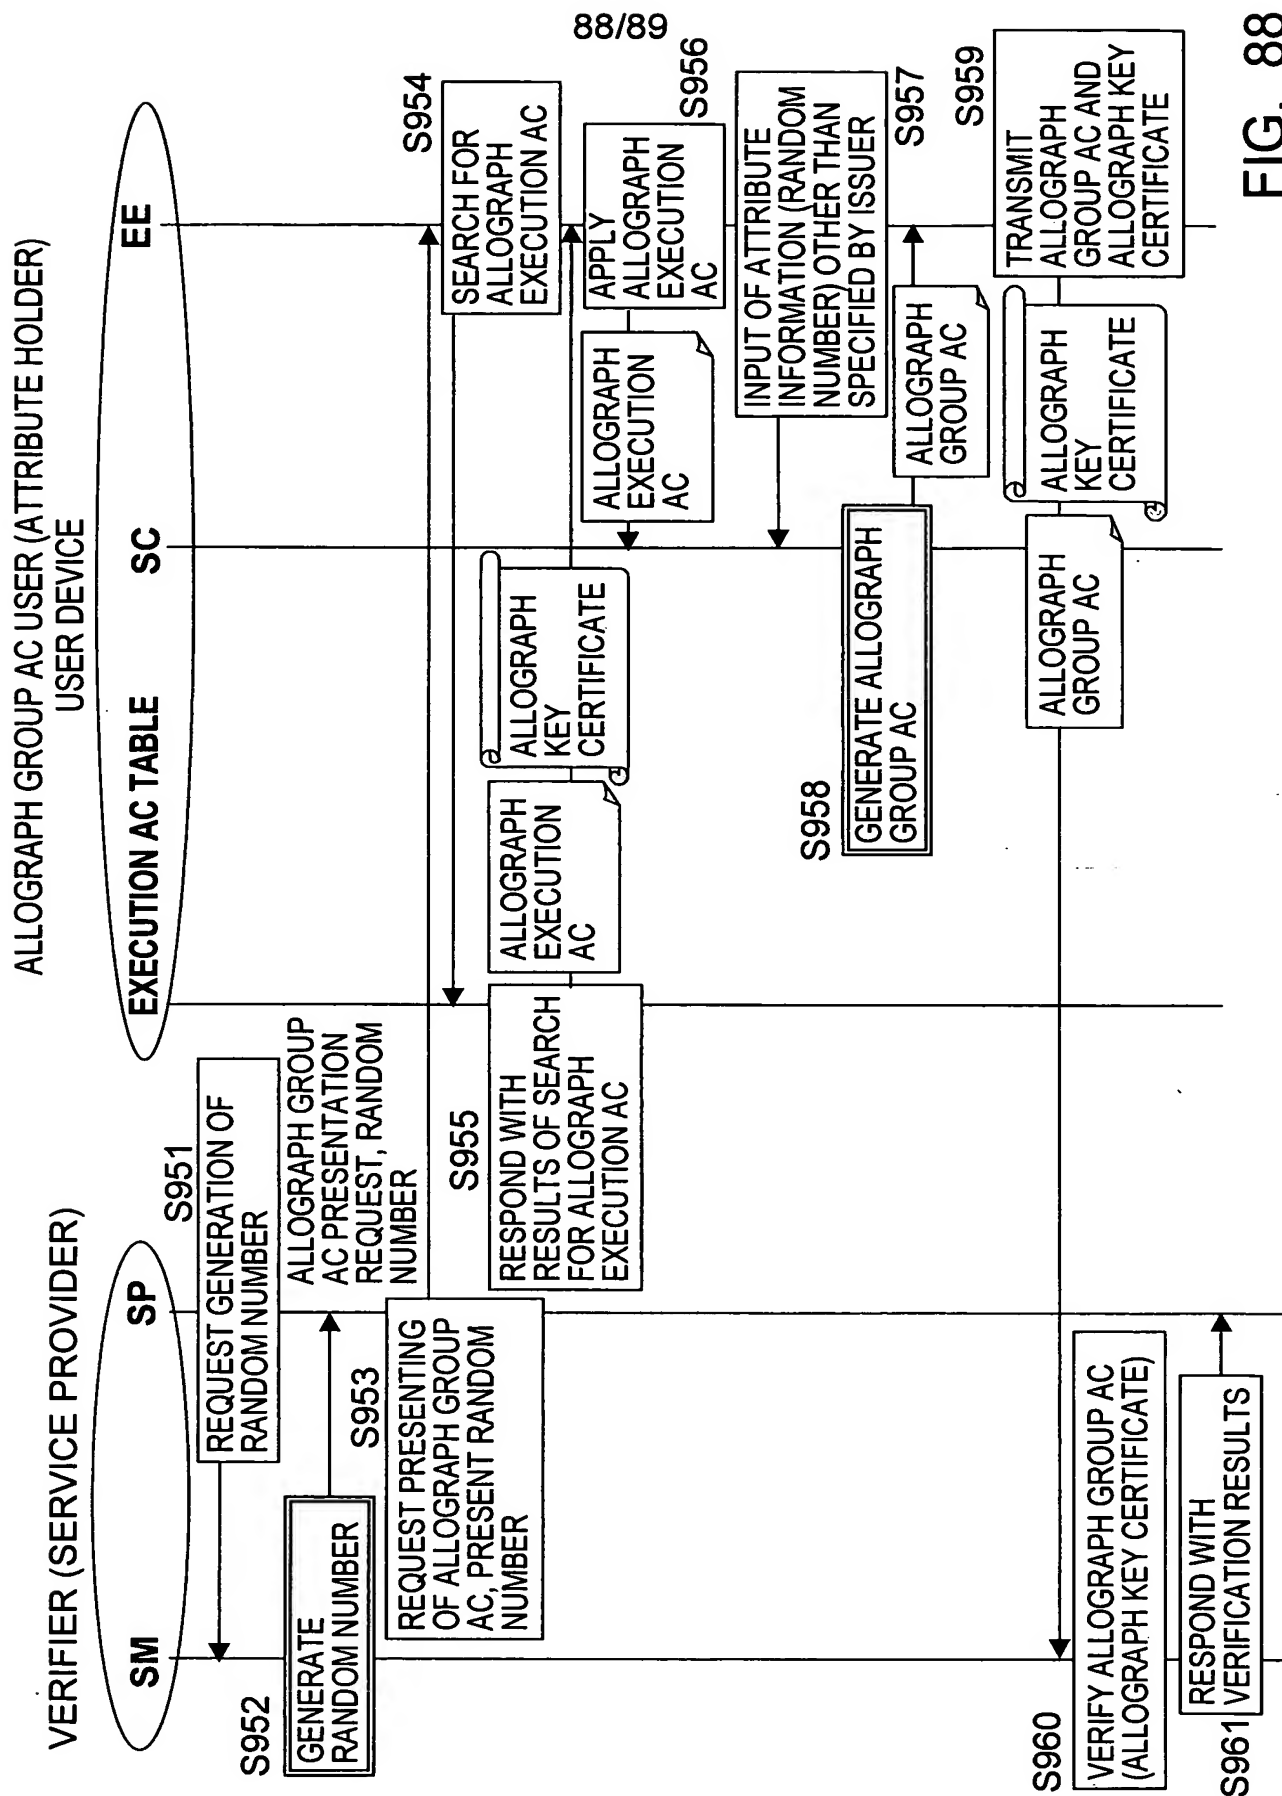 88/89
ALLOGRAPH GROUP AC USER (ATTRIBUTE HOLDER)
USER DEVICE
VERIFIER (SERVICE PROVIDER)
SM
SP
EXECUTION AC TABLE
SC
EE
S951
REQUEST GENERATION OF
RANDOM NUMBER
S952
GENERATE
RANDOM NUMBER
ALLOGRAPH GROUP
AC PRESENTATION
REQUEST, RANDOM
NUMBER
S953
REQUEST PRESENTING
OF ALLOGRAPH GROUP
AC, PRESENT RANDOM
NUMBER
S954
SEARCH FOR
ALLOGRAPH
EXECUTION AC
S955
RESPOND WITH
RESULTS OF SEARCH
FOR ALLOGRAPH
EXECUTION AC
ALLOGRAPH
EXECUTION
AC
ALLOGRAPH
KEY
CERTIFICATE
S956
APPLY
ALLOGRAPH
EXECUTION
AC
ALLOGRAPH
EXECUTION
AC
S957
INPUT OF ATTRIBUTE
INFORMATION (RANDOM
NUMBER) OTHER THAN
SPECIFIED BY ISSUER
S958
GENERATE ALLOGRAPH
GROUP AC
ALLOGRAPH
GROUP AC
S959
TRANSMIT
ALLOGRAPH
GROUP AC AND
ALLOGRAPH KEY
CERTIFICATE
ALLOGRAPH
KEY
CERTIFICATE
ALLOGRAPH
GROUP AC
S960
VERIFY ALLOGRAPH GROUP AC
(ALLOGRAPH KEY CERTIFICATE)
S961
RESPOND WITH
VERIFICATION RESULTS
FIG. 88